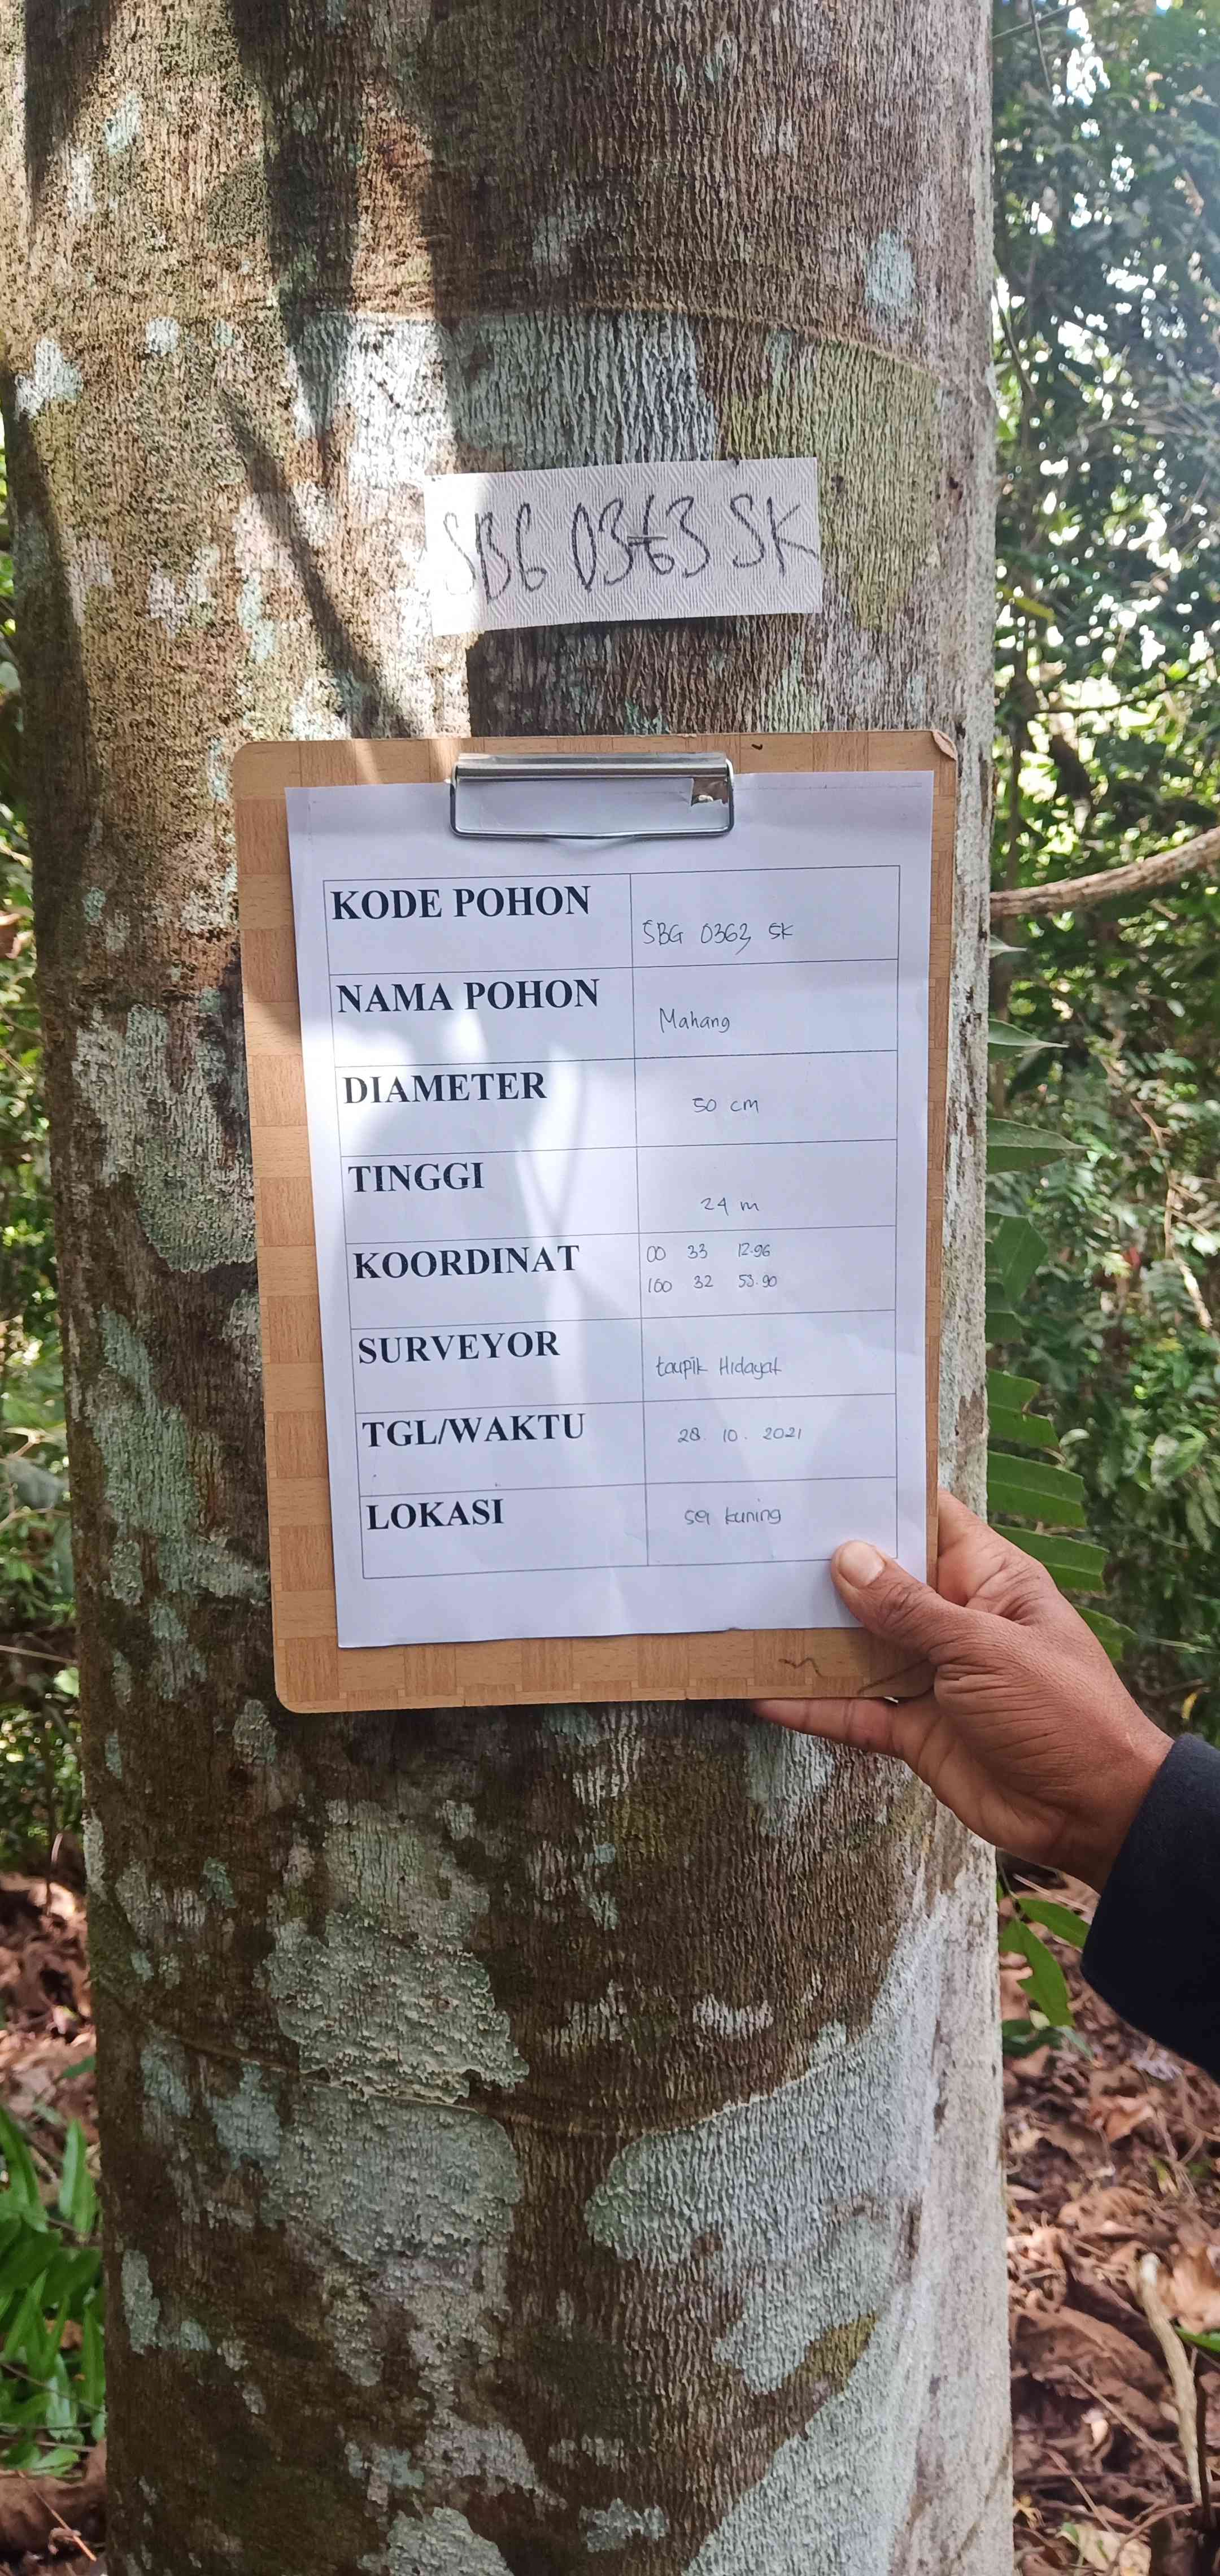 SBG 0363 SK
KODE POHON
SBG 0363 SK
NAMA POHON
Mahang
DIAMETER
50 cm
TINGGI
24 m
KOORDINAT
00 33 12.96
100 32 53.90
SURVEYOR
taupik Hidayat
TGL/WAKTU
28. 10. 2021
LOKASI
sei kuning